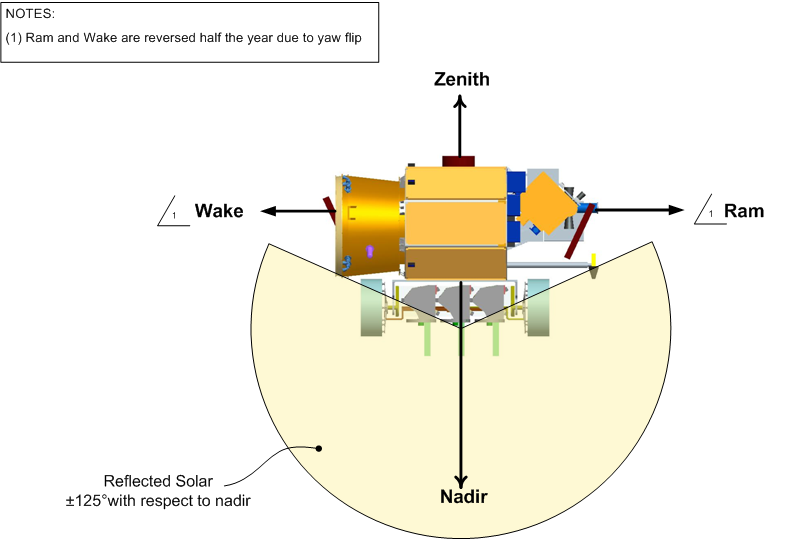 NOTES:
(1) Ram and Wake are reversed half the year due to yaw flip
Zenith
1 Wake
1 Ram
Nadir
Reflected Solar
±125°with respect to nadir